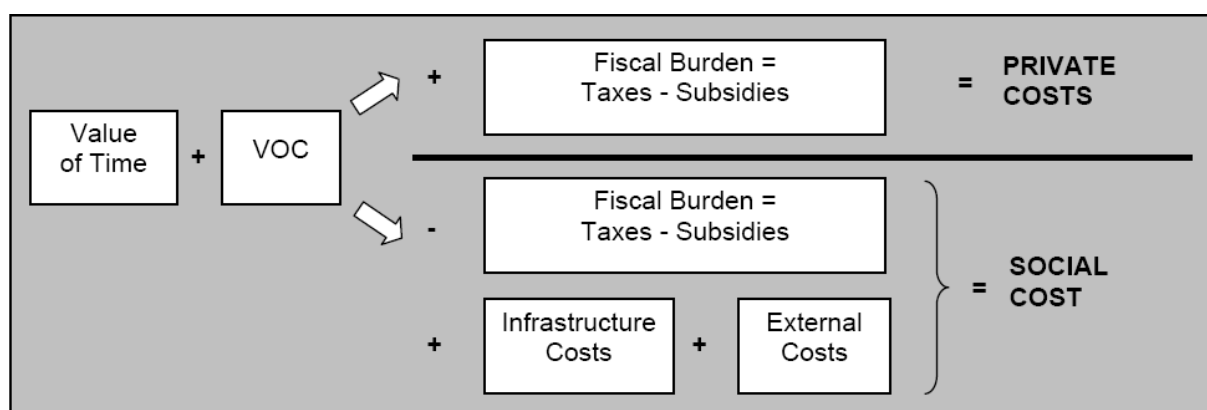 Value
of Time
+
VOC
+
Fiscal Burden =
Taxes - Subsidies
=
PRIVATE
COSTS
-
Fiscal Burden =
Taxes - Subsidies
+
Infrastructure
Costs
+
External
Costs
=
SOCIAL
COST